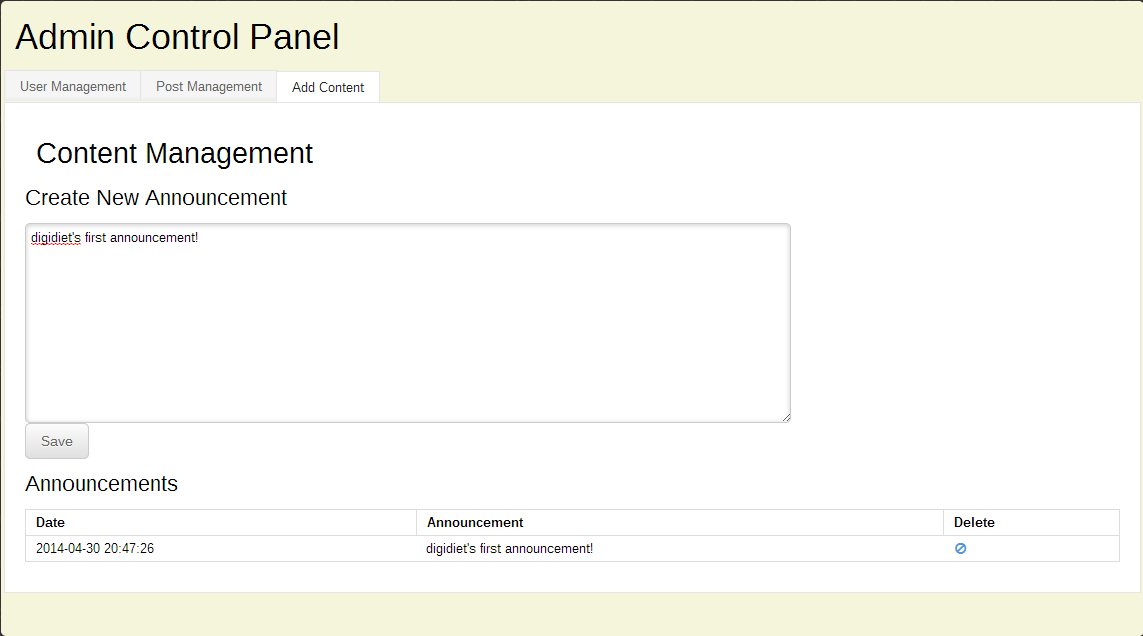 Admin Control Panel
User Management Post Management Add Content
Content Management
Create New Announcement
digidiet's first announcement!
Save
Announcements
Date Announcement Delete
2014-04-30 20:47:26 digidiet's first announcement!